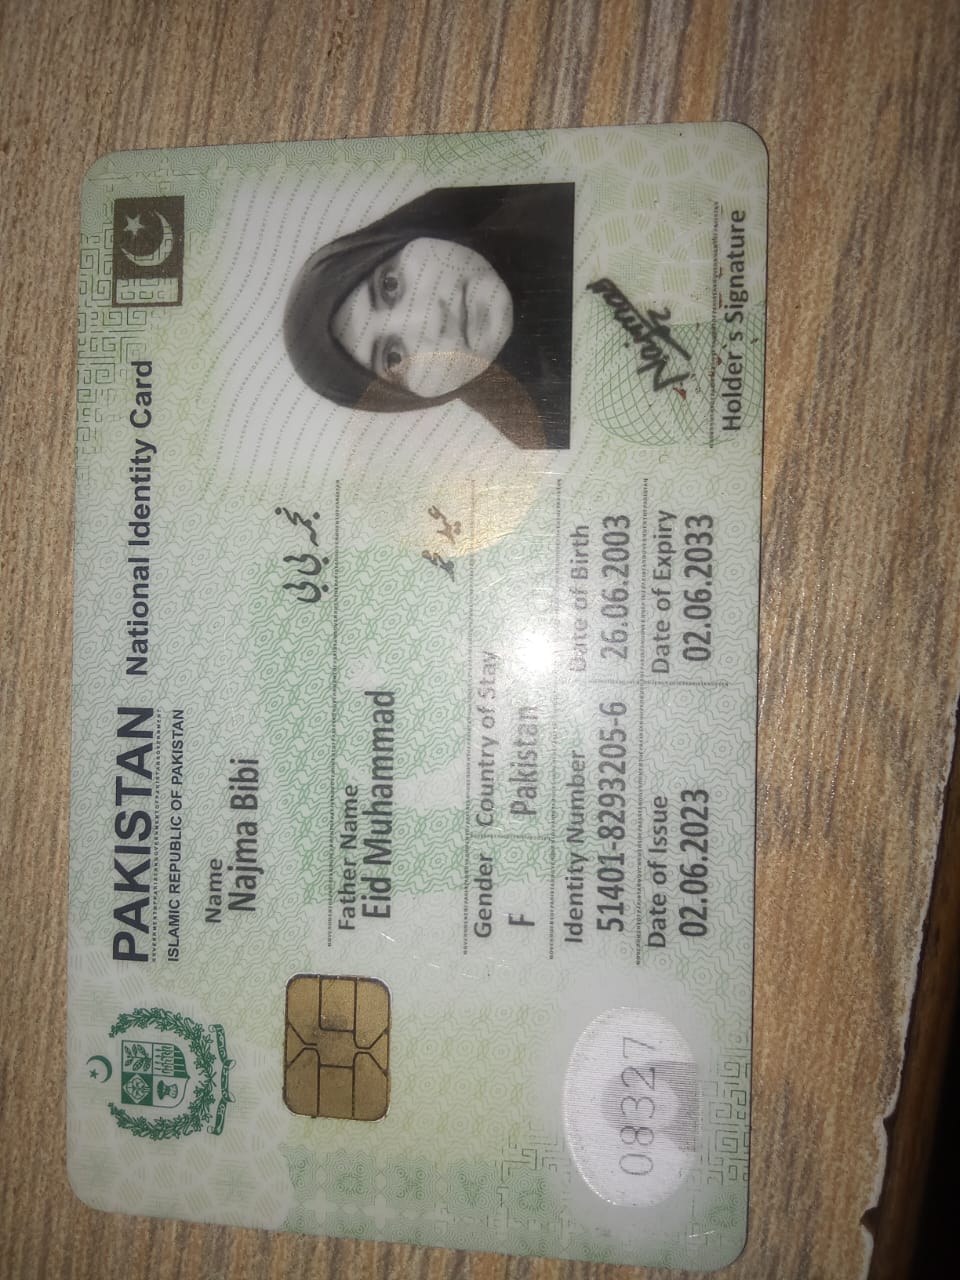 PAKISTAN National Identity Card
ISLAMIC REPUBLIC OF PAKISTAN
Name
Najma Bibi
نجمہ بی بی
Father Name
Eid Muhammad
عید محمد
Gender Country of Stay
F Pakistan
Identity Number Date of Birth
51401-8293205-6 26.06.2003
Date of Issue Date of Expiry
02.06.2023 02.06.2033
08327
Najma
Holder's Signature